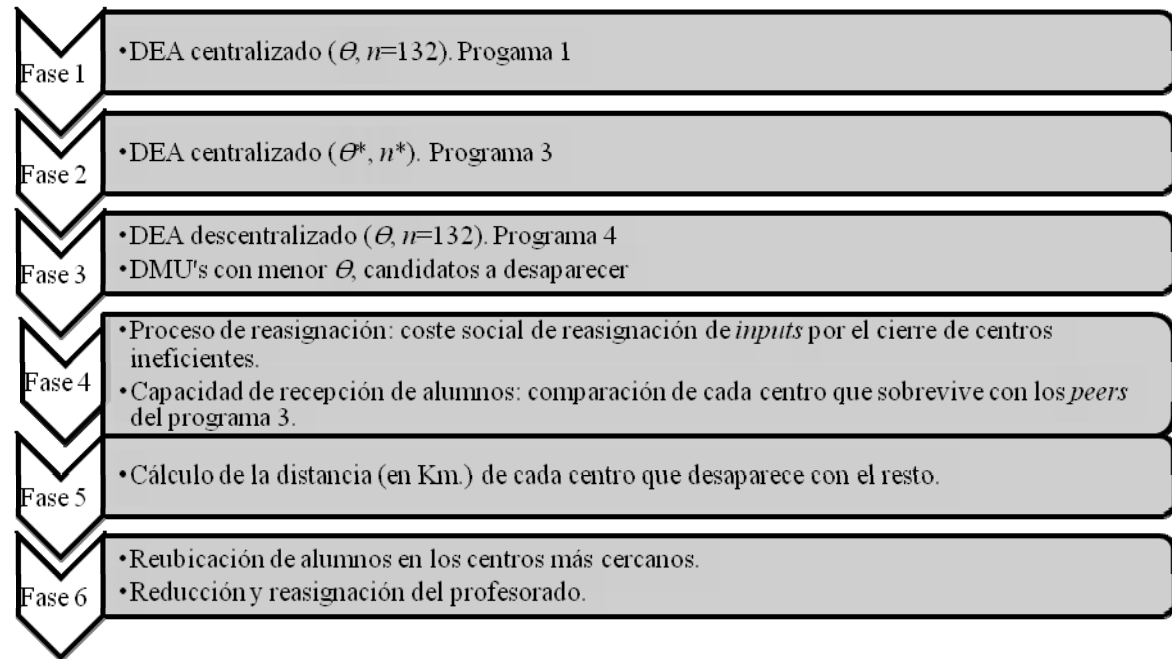 Fase 1
•DEA centralizado (Θ, n=132). Progama 1
Fase 2
•DEA centralizado (Θ*, n*). Programa 3
Fase 3
•DEA descentralizado (Θ, n=132). Programa 4
•DMU's con menor Θ, candidatos a desaparecer
Fase 4
•Proceso de reasignación: coste social de reasignación de inputs por el cierre de centros
ineficientes.
•Capacidad de recepción de alumnos: comparación de cada centro que sobrevive con los peers
del programa 3.
Fase 5
•Cálculo de la distancia (en Km.) de cada centro que desaparece con el resto.
Fase 6
•Reubicación de alumnos en los centros más cercanos.
•Reducción y reasignación del profesorado.